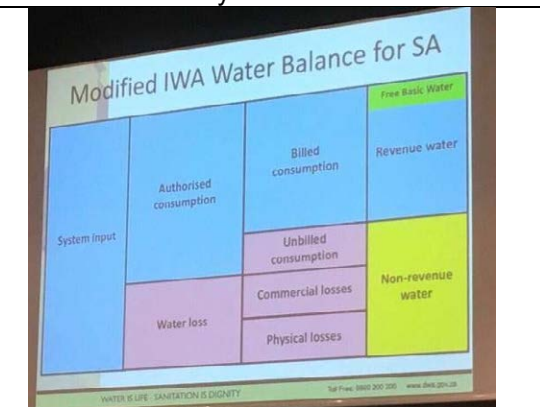 Modified IWA Water Balance for SA
Free Basic Water
Billed
consumption
Revenue water
Authorised
consumption
System input
Unbilled
consumption
Non-revenue
water
Commercial losses
Water loss
Physical losses
WATER IS LIFE - SANITATION IS DIGNITY
Toll Free: 0800 200 200 www.dwa.gov.za